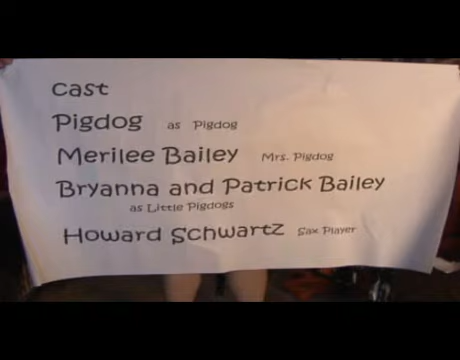 cast
Pigdog as Pigdog
Merilee Bailey Mrs. Pigdog
Bryanna and Patrick Bailey
as Little Pigdogs
Howard Schwartz Sax Player